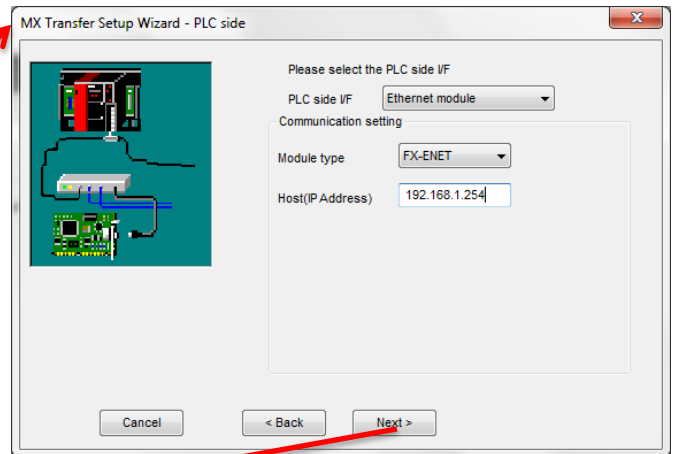 MX Transfer Setup Wizard - PLC side
x
Please select the PLC side I/F
PLC side I/F Ethernet module
Communication setting
Module type FX-ENET
Host(IP Address) 192.168.1.254
Cancel < Back Next >